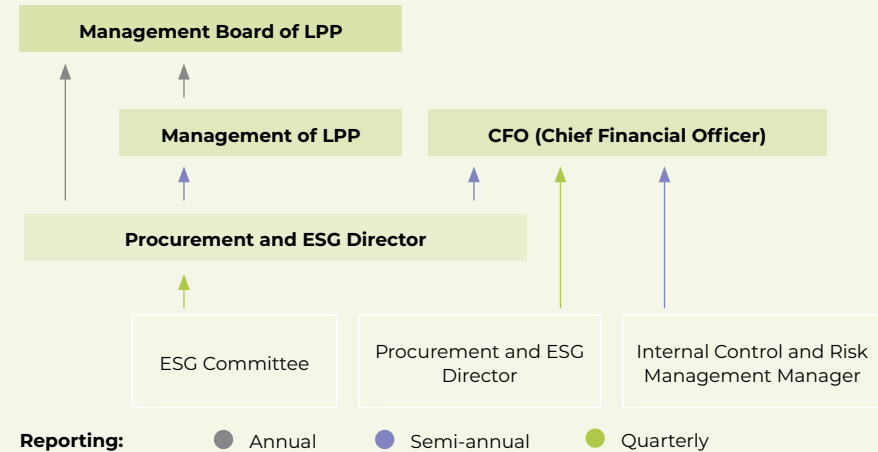 Management Board of LPP
Management of LPP
CFO (Chief Financial Officer)
Procurement and ESG Director
ESG Committee
Procurement and ESG
Director
Internal Control and Risk
Management Manager
Reporting:
Annual
Semi-annual
Quarterly